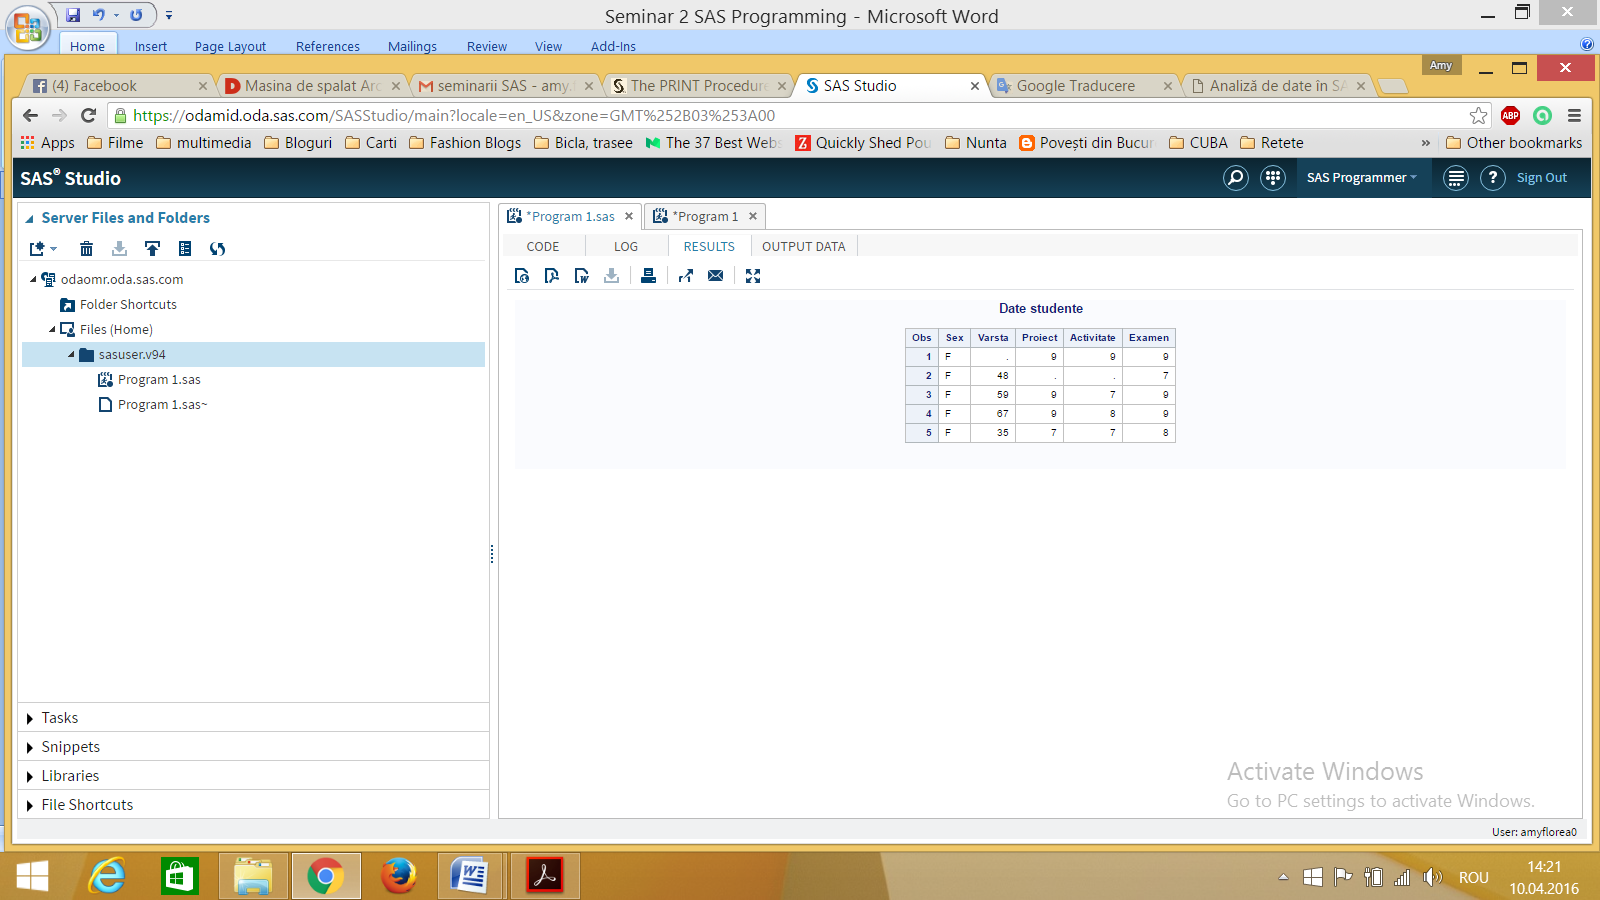 Seminar 2 SAS Programming - Microsoft Word
Home Insert Page Layout References Mailings Review View Add-Ins
Amy
(4) Facebook
Masina de spalat Arc
seminarii SAS - amy.
The PRINT Procedure
SAS Studio
Google Traducere
Analiză de date în SA
https://odamid.oda.sas.com/SASStudio/main?locale=en_US&zone=GMT%252B03%253A00
ABP
Apps Filme multimedia Bloguri Carti Fashion Blogs Bicla, trasee The 37 Best Webs Quickly Shed Pou Nunta Povești din Bucur CUBA Retete » Other bookmarks
SAS® Studio
SAS Programmer
Sign Out
Server Files and Folders
odaomr.oda.sas.com
Folder Shortcuts
Files (Home)
sasuser.v94
Program 1.sas
Program 1.sas~
Tasks
Snippets
Libraries
File Shortcuts
*Program 1.sas *Program 1
CODE LOG RESULTS OUTPUT DATA
Date studente
Obs Sex Varsta Proiect Activitate Examen
1 F . 9 9 9
2 F 48 . . 7
3 F 59 9 7 9
4 F 67 9 8 9
5 F 35 7 7 8
Activate Windows
Go to PC settings to activate Windows.
User: amyflorea0
ROU
14:21
10.04.2016